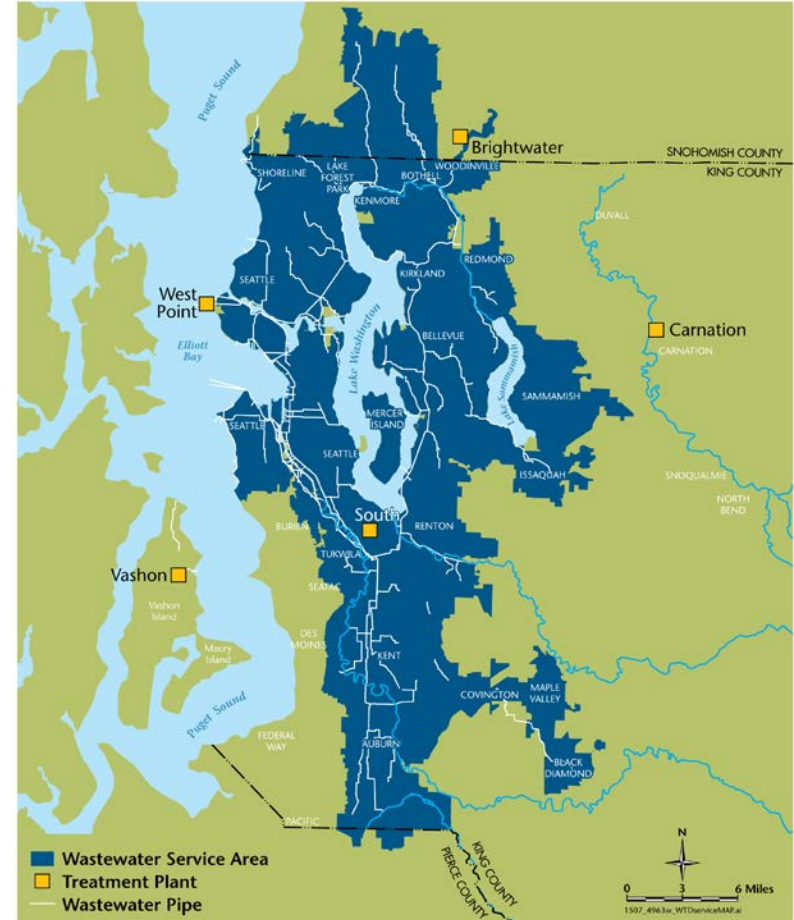 Puget Sound
Brightwater
SNOHOMISH COUNTY
KING COUNTY
WOODINVILLE
SHORELINE
LAKE
FOREST
PARK
BOTHELL
KENMORE
DUVALL
REDMOND
SEATTLE
KIRKLAND
West
Point
Carnation
CARNATION
Elliott
Bay
BELLEVUE
Lake Washington
Lake Sammamish
SAMMAMISH
MERCER
ISLAND
SEATTLE
SEATTLE
ISSAQUAH
SNOQUALMIE
NORTH
BEND
South
BURIEN
RENTON
TUKWILA
Vashon
SEATAC
Vashon
Island
DES
MOINES
Maury
Island
KENT
COVINGTON
MAPLE
VALLEY
Puget Sound
FEDERAL
WAY
AUBURN
BLACK
DIAMOND
PACIFIC
KING COUNTY
PIERCE COUNTY
N
0 3 6 Miles
1507_4963w_WTDserviceMAP.ai
Wastewater Service Area
Treatment Plant
Wastewater Pipe